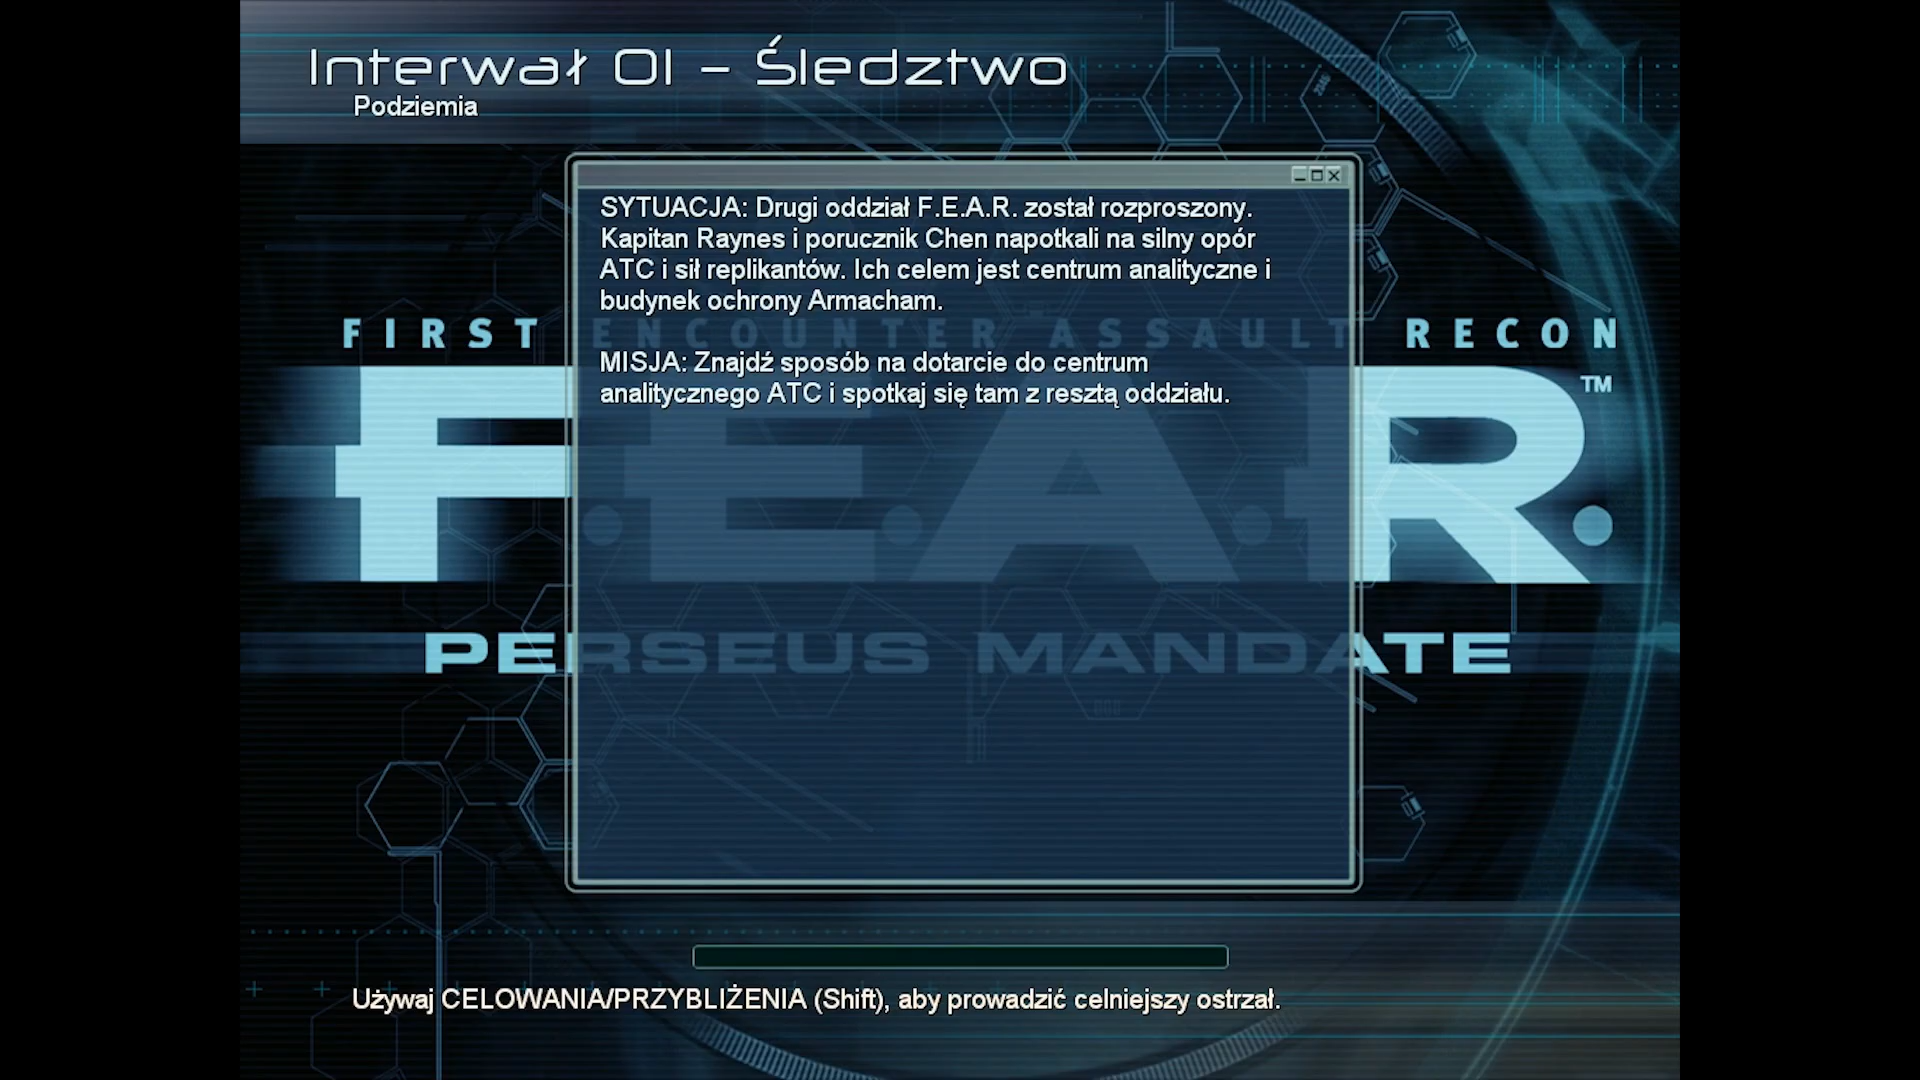 Interwał 01 - Śledztwo
Podziemia
SYTUACJA: Drugi oddział F.E.A.R. został rozproszony.
Kapitan Raynes i porucznik Chen napotkali na silny opór
ATC i sił replikantów. Ich celem jest centrum analityczne i
budynek ochrony Armacham.
FIRST ENCOUNTER ASSAULT RECON
MISJA: Znajdź sposób na dotarcie do centrum
analitycznego ATC i spotkaj się tam z resztą oddziału.
F.E.A.R.™
PERSEUS MANDATE
Używaj CELOWANIA/PRZYBLIŻENIA (Shift), aby prowadzić celniejszy ostrzał.